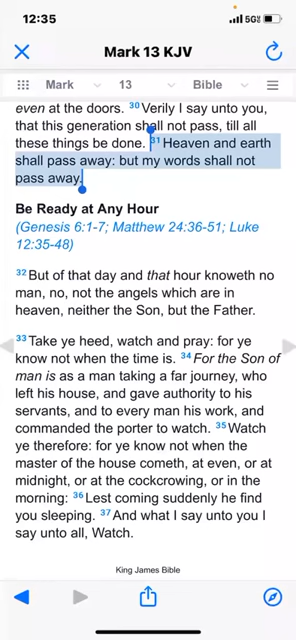 12:35
5G
Mark 13 KJV
Mark 13 Bible
even at the doors. 30 Verily I say unto you,
that this generation shall not pass, till all
these things be done. 31 Heaven and earth
shall pass away: but my words shall not
pass away.
Be Ready at Any Hour
(Genesis 6:1-7; Matthew 24:36-51; Luke
12:35-48)
32 But of that day and that hour knoweth no
man, no, not the angels which are in
heaven, neither the Son, but the Father.
33 Take ye heed, watch and pray: for ye
know not when the time is. 34 For the Son of
man is as a man taking a far journey, who
left his house, and gave authority to his
servants, and to every man his work, and
commanded the porter to watch. 35 Watch
ye therefore: for ye know not when the
master of the house cometh, at even, or at
midnight, or at the cockcrowing, or in the
morning: 36 Lest coming suddenly he find
you sleeping. 37 And what I say unto you I
say unto all, Watch.
King James Bible